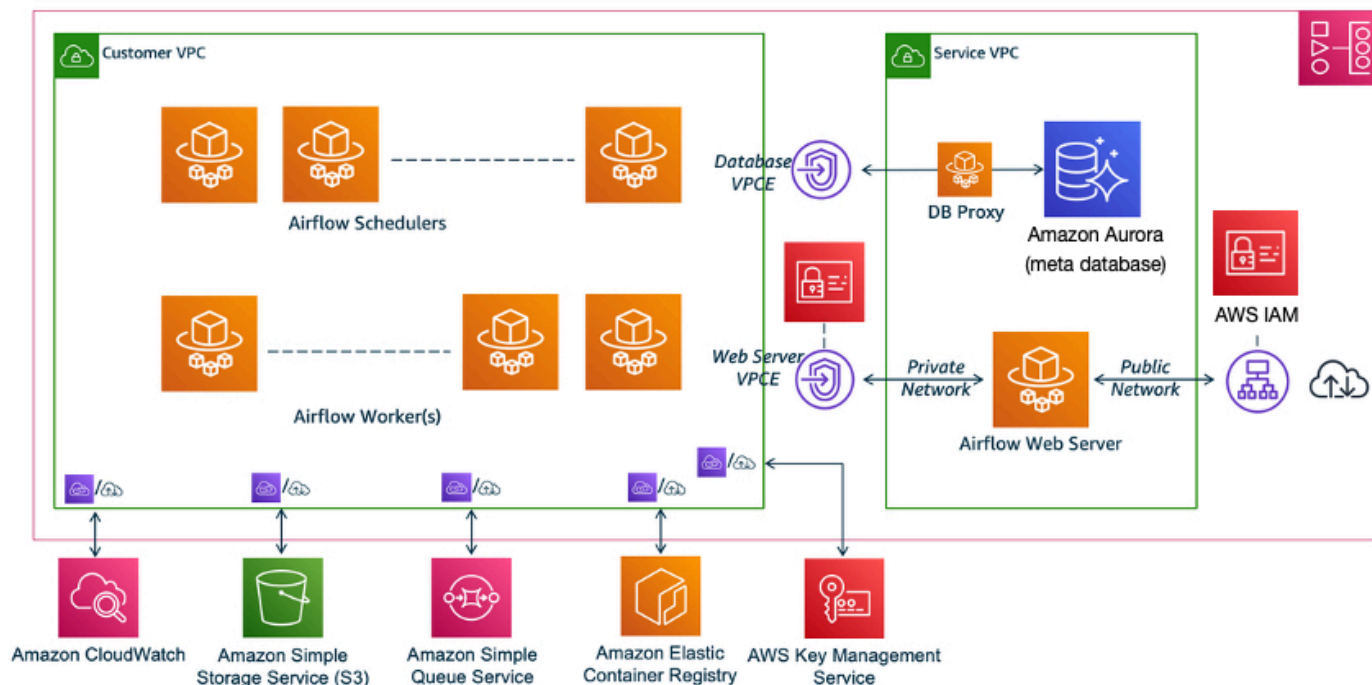 Customer VPC
Service VPC
Airflow Schedulers
Database
VPCE
DB Proxy
Amazon Aurora
(meta database)
AWS IAM
Airflow Worker(s)
Web Server
VPCE
Private
Network
Public
Network
Airflow Web Server
/
/
/
/
/
Amazon CloudWatch
Amazon Simple
Storage Service (S3)
Amazon Simple
Queue Service
Amazon Elastic
Container Registry
AWS Key Management
Service